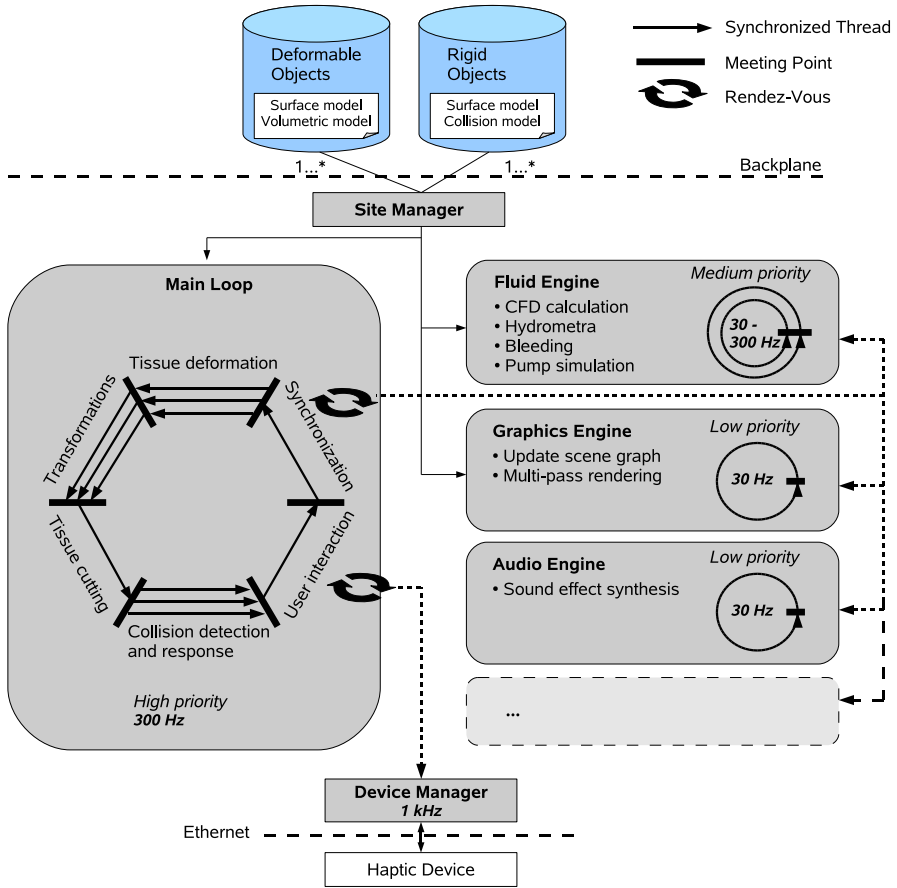 Deformable
Objects
Surface model
Volumetric model
Rigid
Objects
Surface model
Collision model
Synchronized Thread
Meeting Point
Rendez-Vous
1...*
1...*
Backplane
Site Manager
Main Loop
Tissue deformation
Transformations
Synchronization
Tissue cutting
User interaction
Collision detection
and response
High priority
300 Hz
Fluid Engine
• CFD calculation
• Hydrometra
• Bleeding
• Pump simulation
Medium priority
30 -
300 Hz
Graphics Engine
• Update scene graph
• Multi-pass rendering
Low priority
30 Hz
Audio Engine
• Sound effect synthesis
Low priority
30 Hz
...
Device Manager
1 kHz
Ethernet
Haptic Device